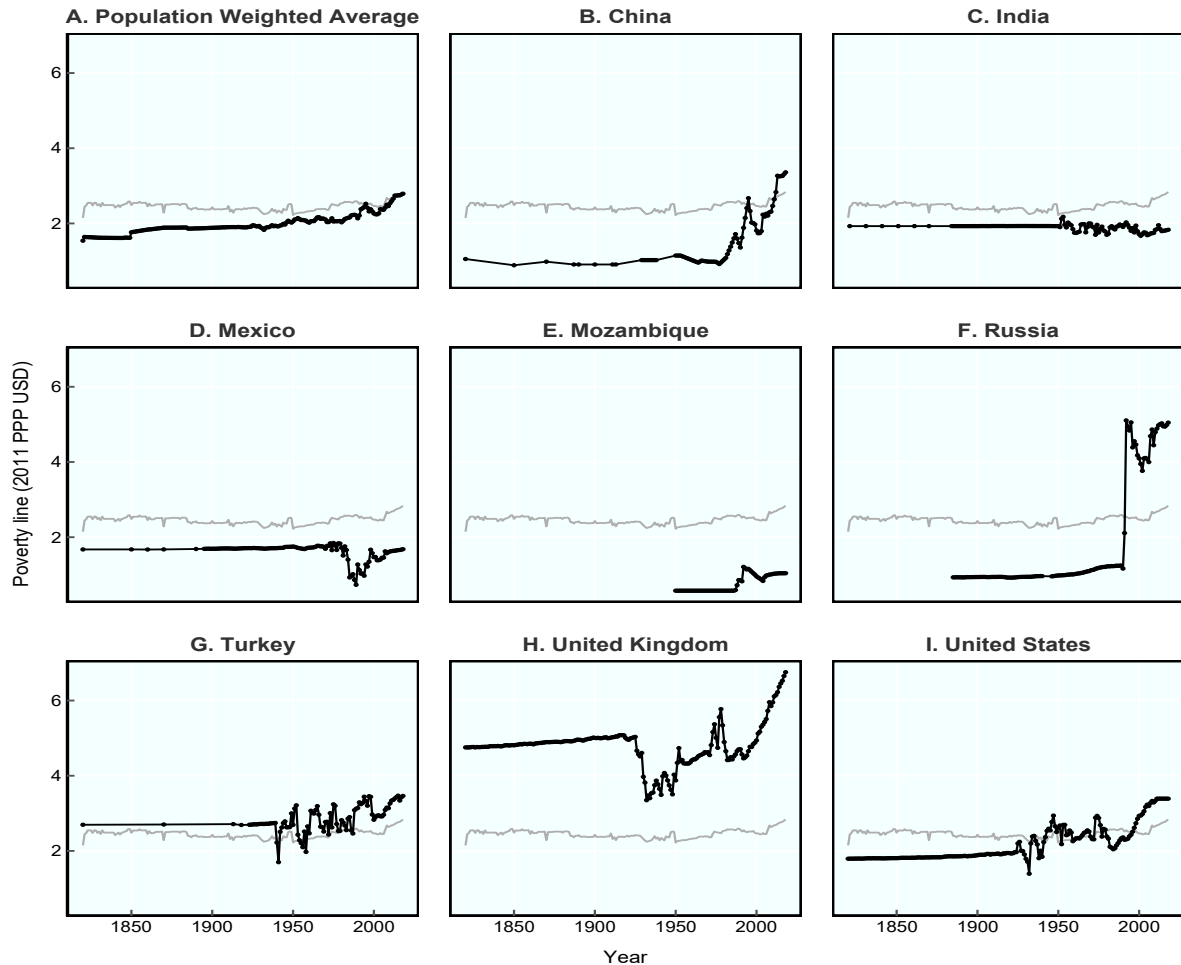 A. Population Weighted Average
B. China
C. India
6
4
2
D. Mexico
E. Mozambique
F. Russia
Poverty line (2011 PPP USD)
6
4
2
G. Turkey
H. United Kingdom
I. United States
6
4
2
1850 1900 1950 2000
1850 1900 1950 2000
1850 1900 1950 2000
Year